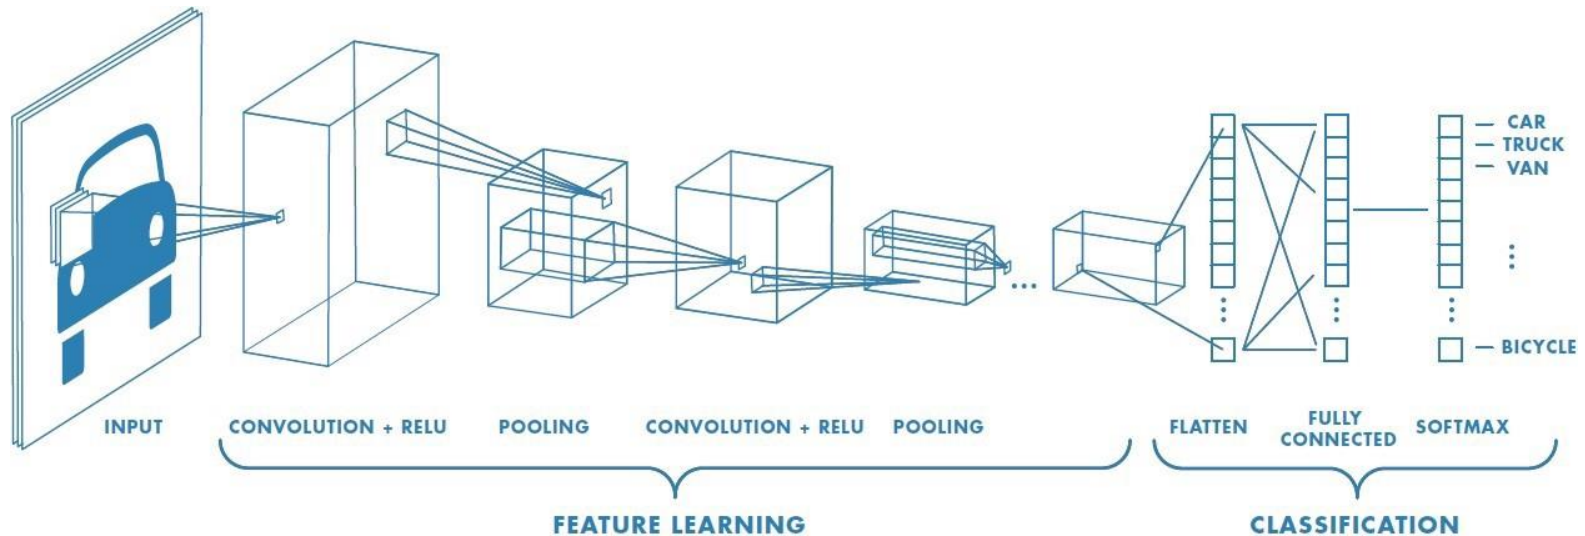 CAR
TRUCK
VAN
BICYCLE
INPUT
CONVOLUTION + RELU
POOLING
CONVOLUTION + RELU
POOLING
FLATTEN
FULLY
CONNECTED
SOFTMAX
FEATURE LEARNING
CLASSIFICATION